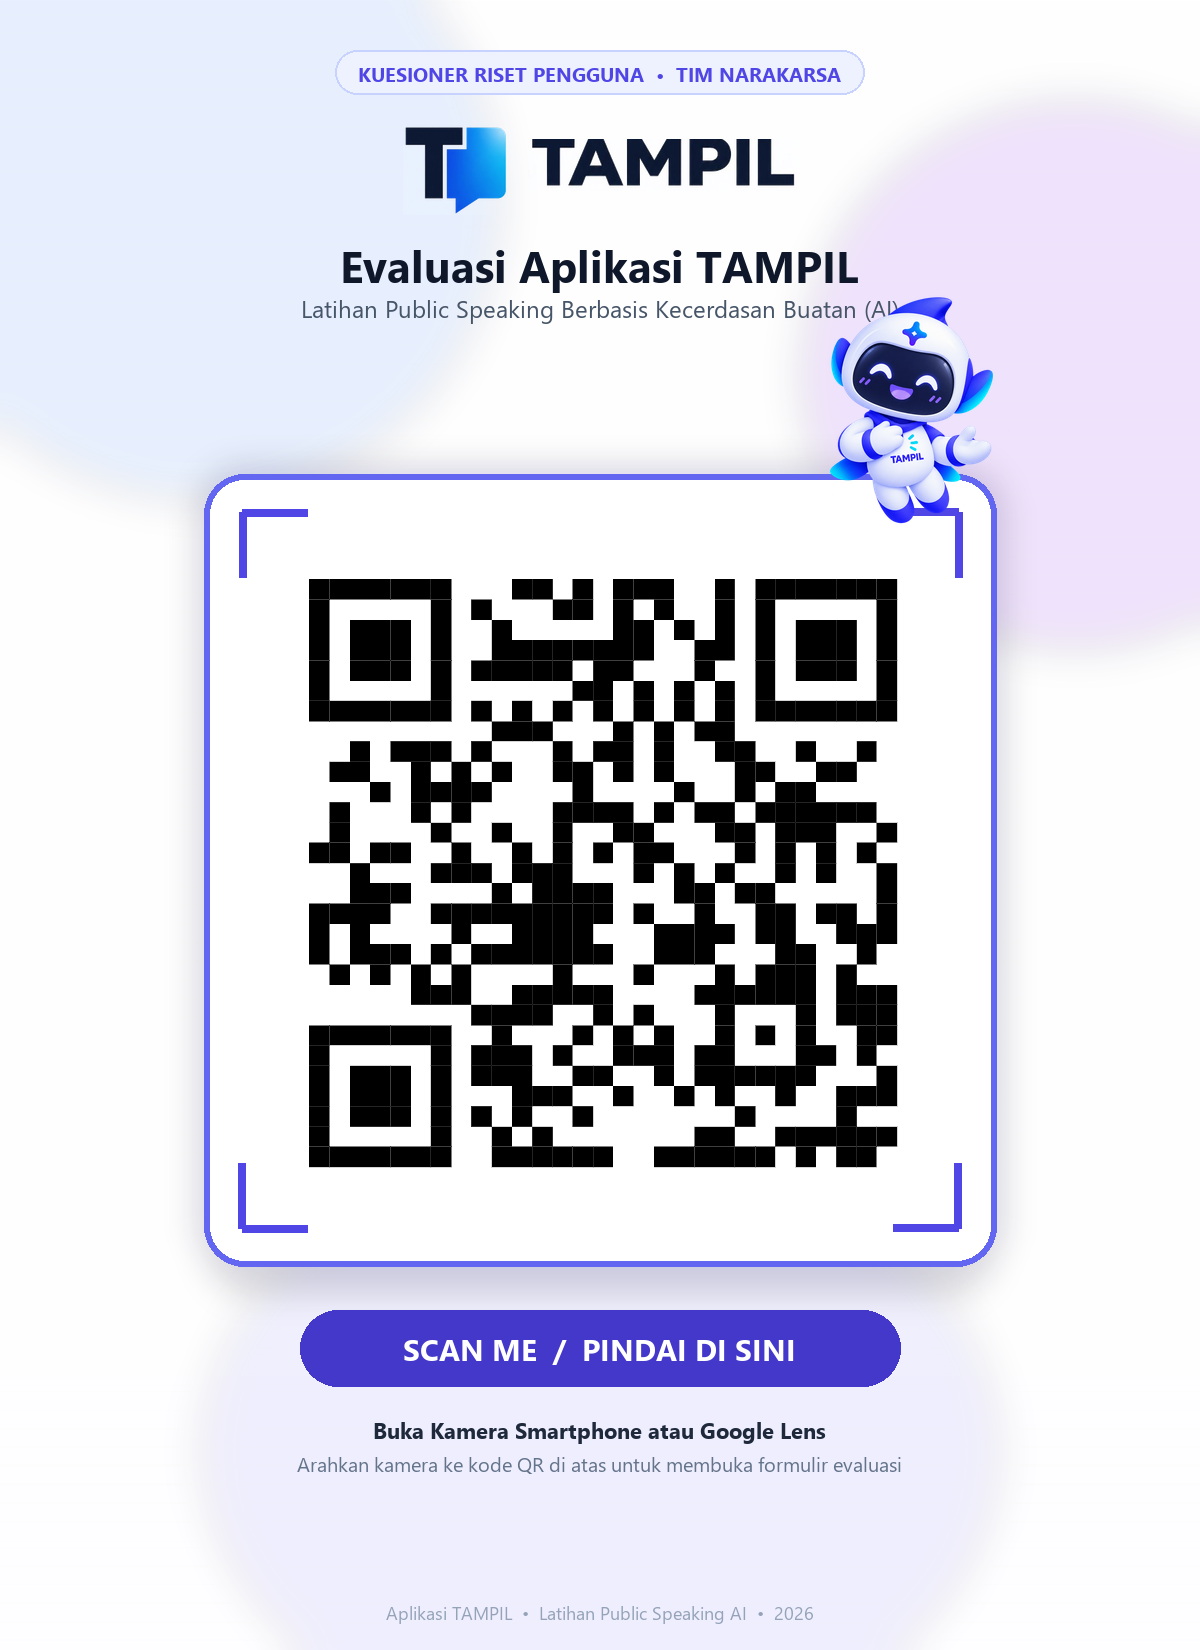 KUESIONER RISET PENGGUNA • TIM NARAKARSA
TAMPIL
Evaluasi Aplikasi TAMPIL
Latihan Public Speaking Berbasis Kecerdasan Buatan (AI)
TAMPIL
SCAN ME / PINDAI DI SINI
Buka Kamera Smartphone atau Google Lens
Arahkan kamera ke kode QR di atas untuk membuka formulir evaluasi
Aplikasi TAMPIL • Latihan Public Speaking AI • 2026